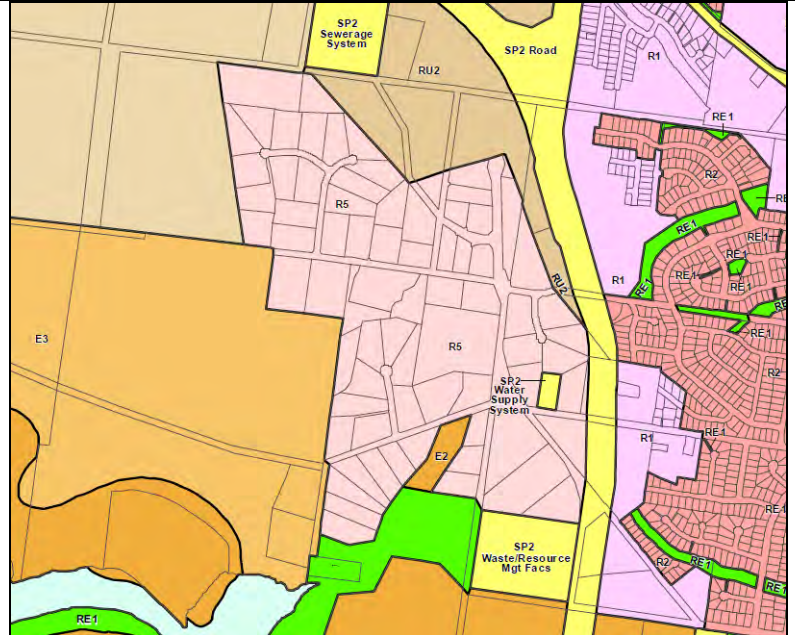 SP2
Sewerage
System
SP2 Road
RU2
R1
RE1
R2
RE
R5
RE1
RE1
RE1
RE1
R1
RE1
RE1
RU2
RE
RE1
E3
R5
R2
SP2
Water
Supply
System
RE1
R1
E2
RE1
SP2
Waste/Resource
Mgt Facs
R2
RE1
RE1
RE1